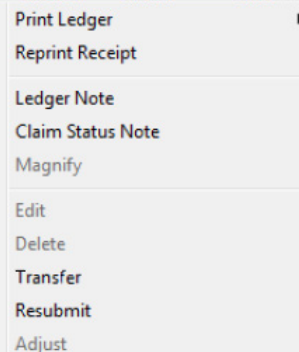 Print Ledger
Reprint Receipt
Ledger Note
Claim Status Note
Magnify
Edit
Delete
Transfer
Resubmit
Adjust